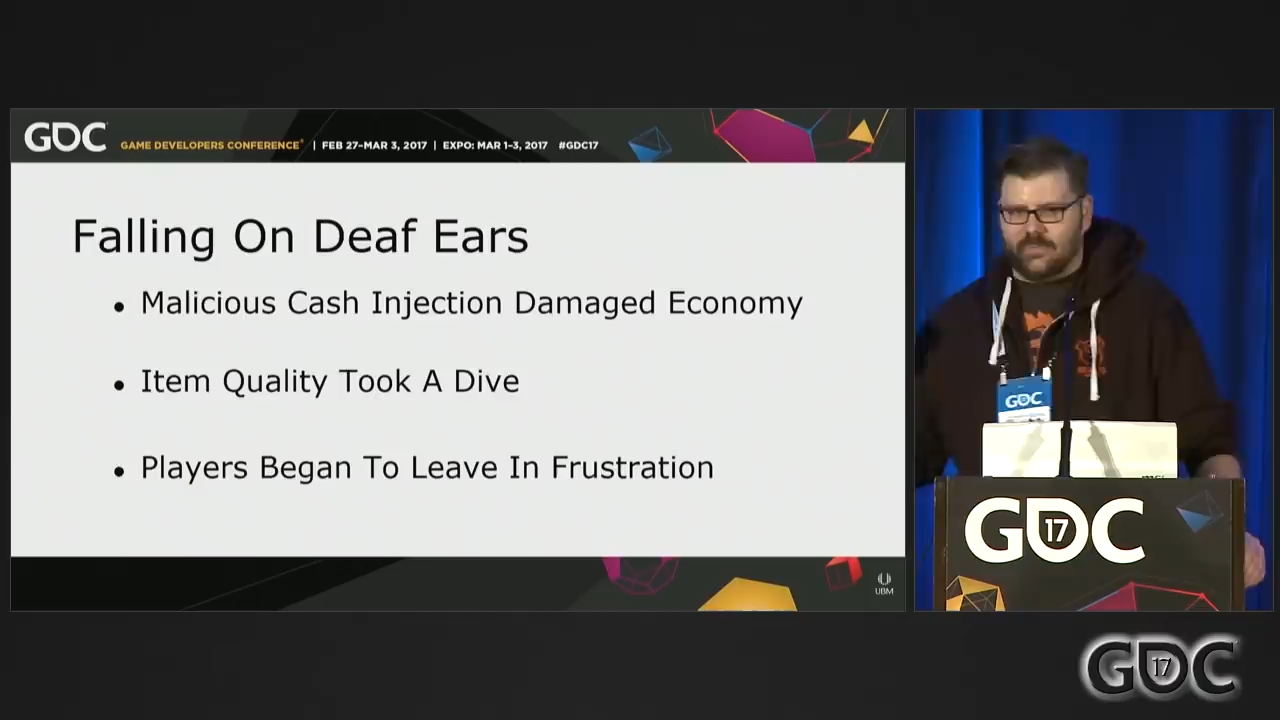 GDC
GAME DEVELOPERS CONFERENCE® | FEB 27–MAR 3, 2017 | EXPO: MAR 1–3, 2017 #GDC17
Falling On Deaf Ears
• Malicious Cash Injection Damaged Economy
• Item Quality Took A Dive
• Players Began To Leave In Frustration
UBM
GDC
GDC
17
GDC
17